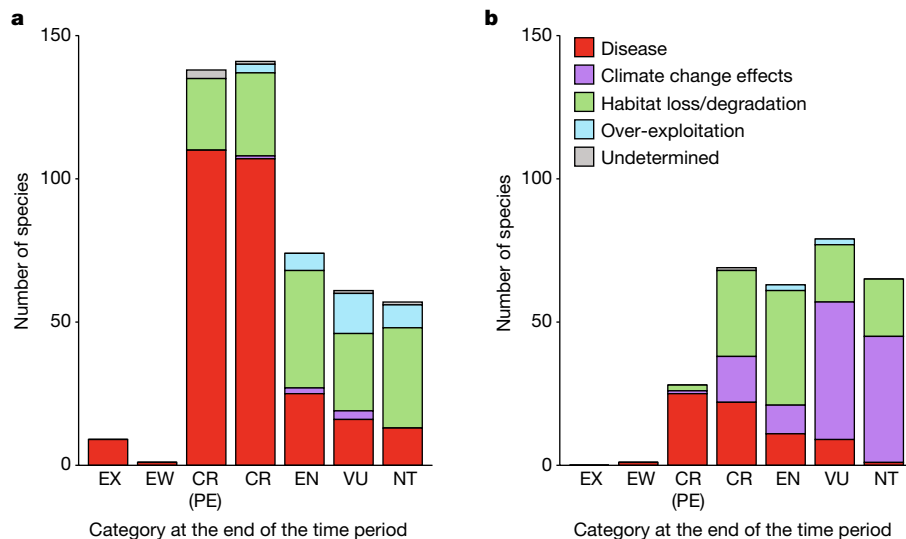 a
150
100
50
0
Number of species
EX EW CR CR EN VU NT
(PE)
Category at the end of the time period
b
150
100
50
0
Number of species
Disease
Climate change effects
Habitat loss/degradation
Over-exploitation
Undetermined
EX EW CR CR EN VU NT
(PE)
Category at the end of the time period